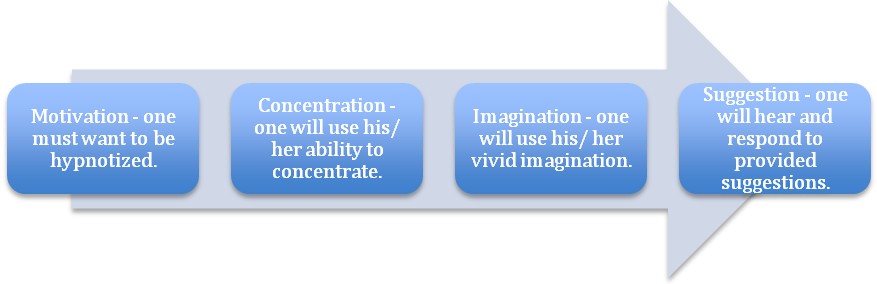 Motivation - one
must want to be
hypnotized.
Concentration -
one will use his/
her ability to
concentrate.
Imagination - one
will use his/ her
vivid imagination.
Suggestion - one
will hear and
respond to
provided
suggestions.